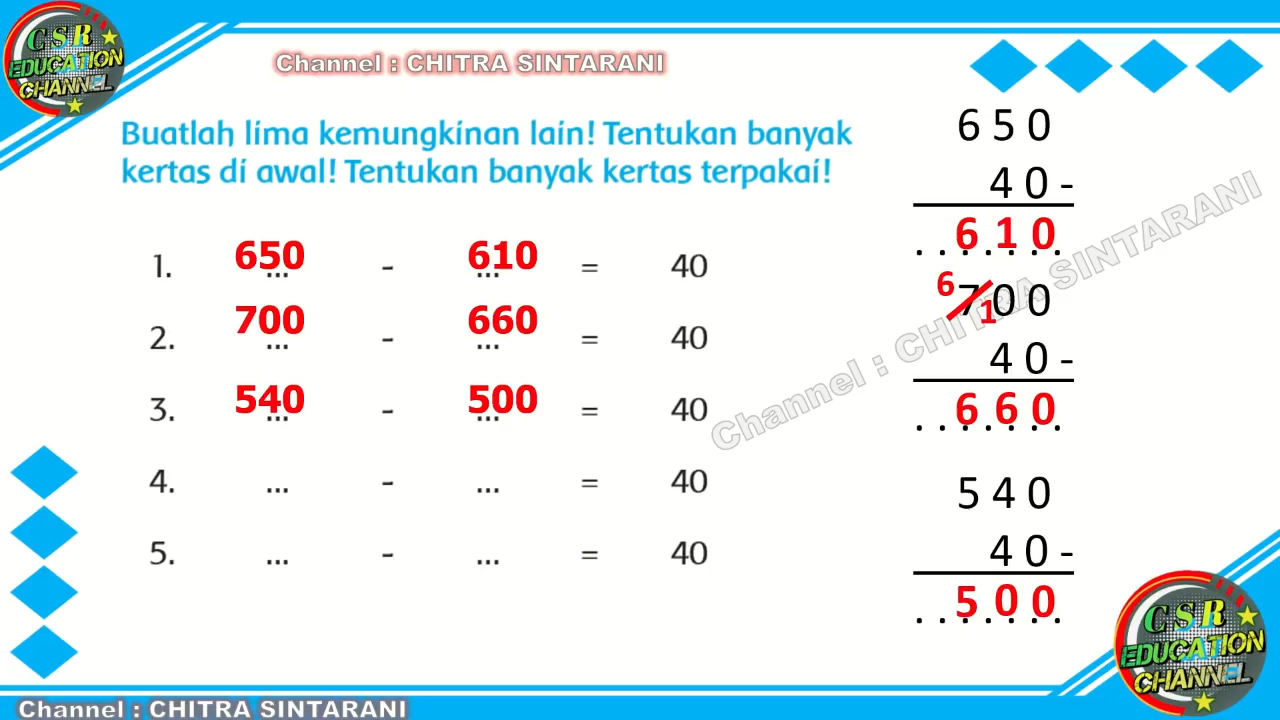 CSR
EDUCATION
CHANNEL
Channel : CHITRA SINTARANI
Buatlah lima kemungkinan lain! Tentukan banyak
kertas di awal! Tentukan banyak kertas terpakai!
1. 650 ... - 610 ... = 40
2. 700 ... - 660 ... = 40
3. 540 ... - 500 ... = 40
4. ... - ... = 40
5. ... - ... = 40
6 5 0
4 0 -
6 1 0
.......
6 1
7 0 0
4 0 -
6 6 0
.......
5 4 0
4 0 -
5 0 0
.......
Channel : CHITRA SINTARANI
CSR
EDUCATION
CHANNEL
Channel : CHITRA SINTARANI